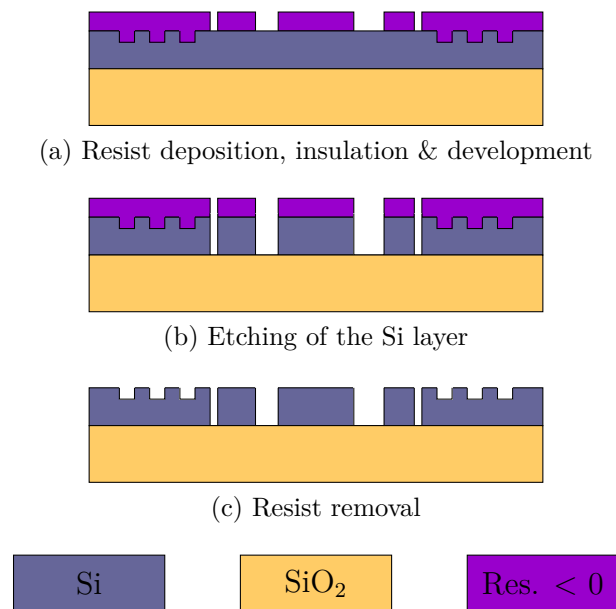 (a) Resist deposition, insulation & development
(b) Etching of the Si layer
(c) Resist removal
Si SiO₂ Res. < 0